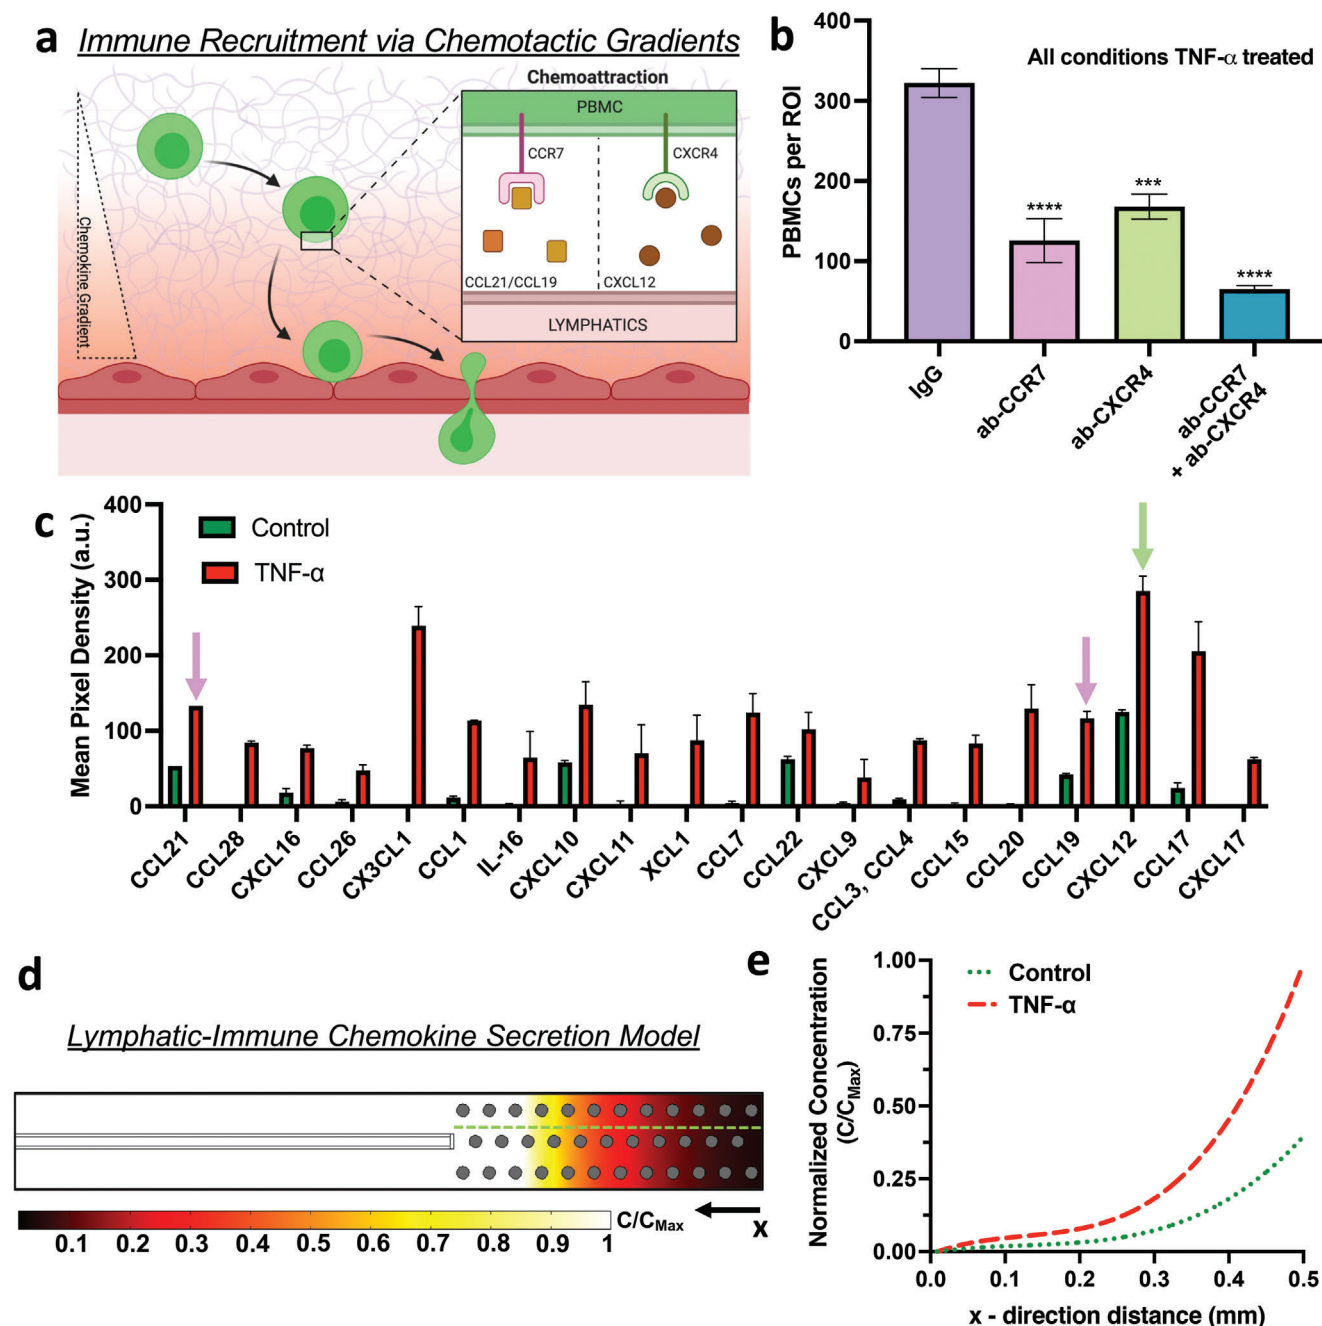 a Immune Recruitment via Chemotactic Gradients
Chemokine Gradient
Chemoattraction
PBMC
CCR7
CXCR4
CCL21/CCL19
CXCL12
LYMPHATICS
b
All conditions TNF-α treated
PBMCs per ROI
400
300
200
100
0
****
***
****
IgG
ab-CCR7
ab-CXCR4
ab-CCR7
+ ab-CXCR4
c
Mean Pixel Density (a.u.)
400
300
200
100
0
Control
TNF-α
CCL21
CCL28
CXCL16
CCL26
CX3CL1
CCL1
IL-16
CXCL10
CXCL11
XCL1
CCL7
CCL22
CXCL9
CCL3, CCL4
CCL15
CCL20
CCL19
CXCL12
CCL17
CXCL17
d
Lymphatic-Immune Chemokine Secretion Model
C/CMax
x
0.1 0.2 0.3 0.4 0.5 0.6 0.7 0.8 0.9 1
e
Normalized Concentration
(C/CMax)
1.00
0.75
0.50
0.25
0.00
Control
TNF-α
0.0 0.1 0.2 0.3 0.4 0.5
x - direction distance (mm)